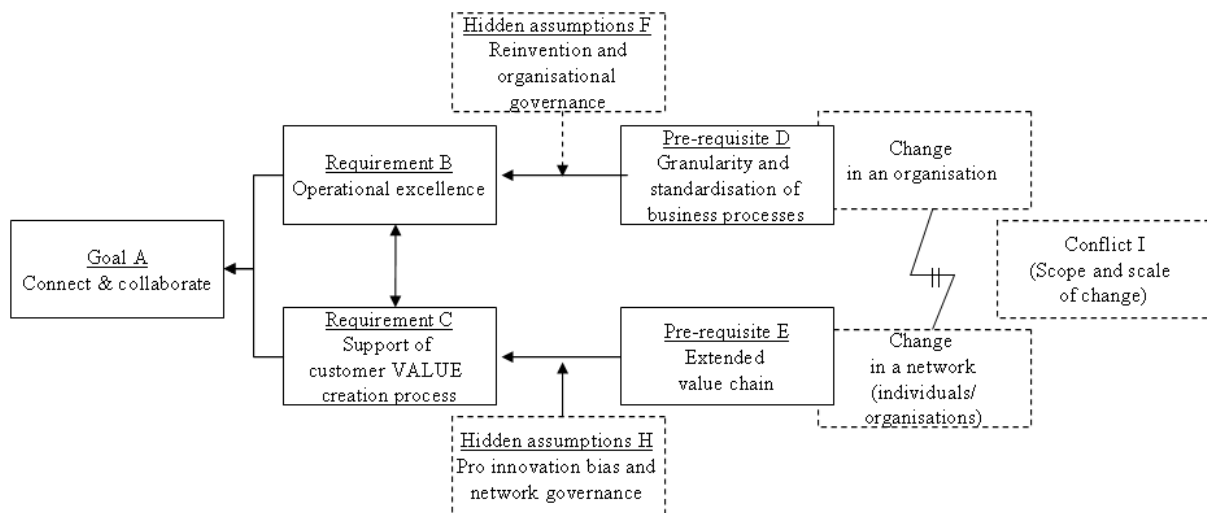 Hidden assumptions F
Reinvention and
organisational
governance
Requirement B
Operational excellence
Pre-requisite D
Granularity and
standardisation of
business processes
Change
in an organisation
Goal A
Connect & collaborate
Conflict I
(Scope and scale
of change)
Requirement C
Support of
customer VALUE
creation process
Pre-requisite E
Extended
value chain
Change
in a network
(individuals/
organisations)
Hidden assumptions H
Pro innovation bias and
network governance